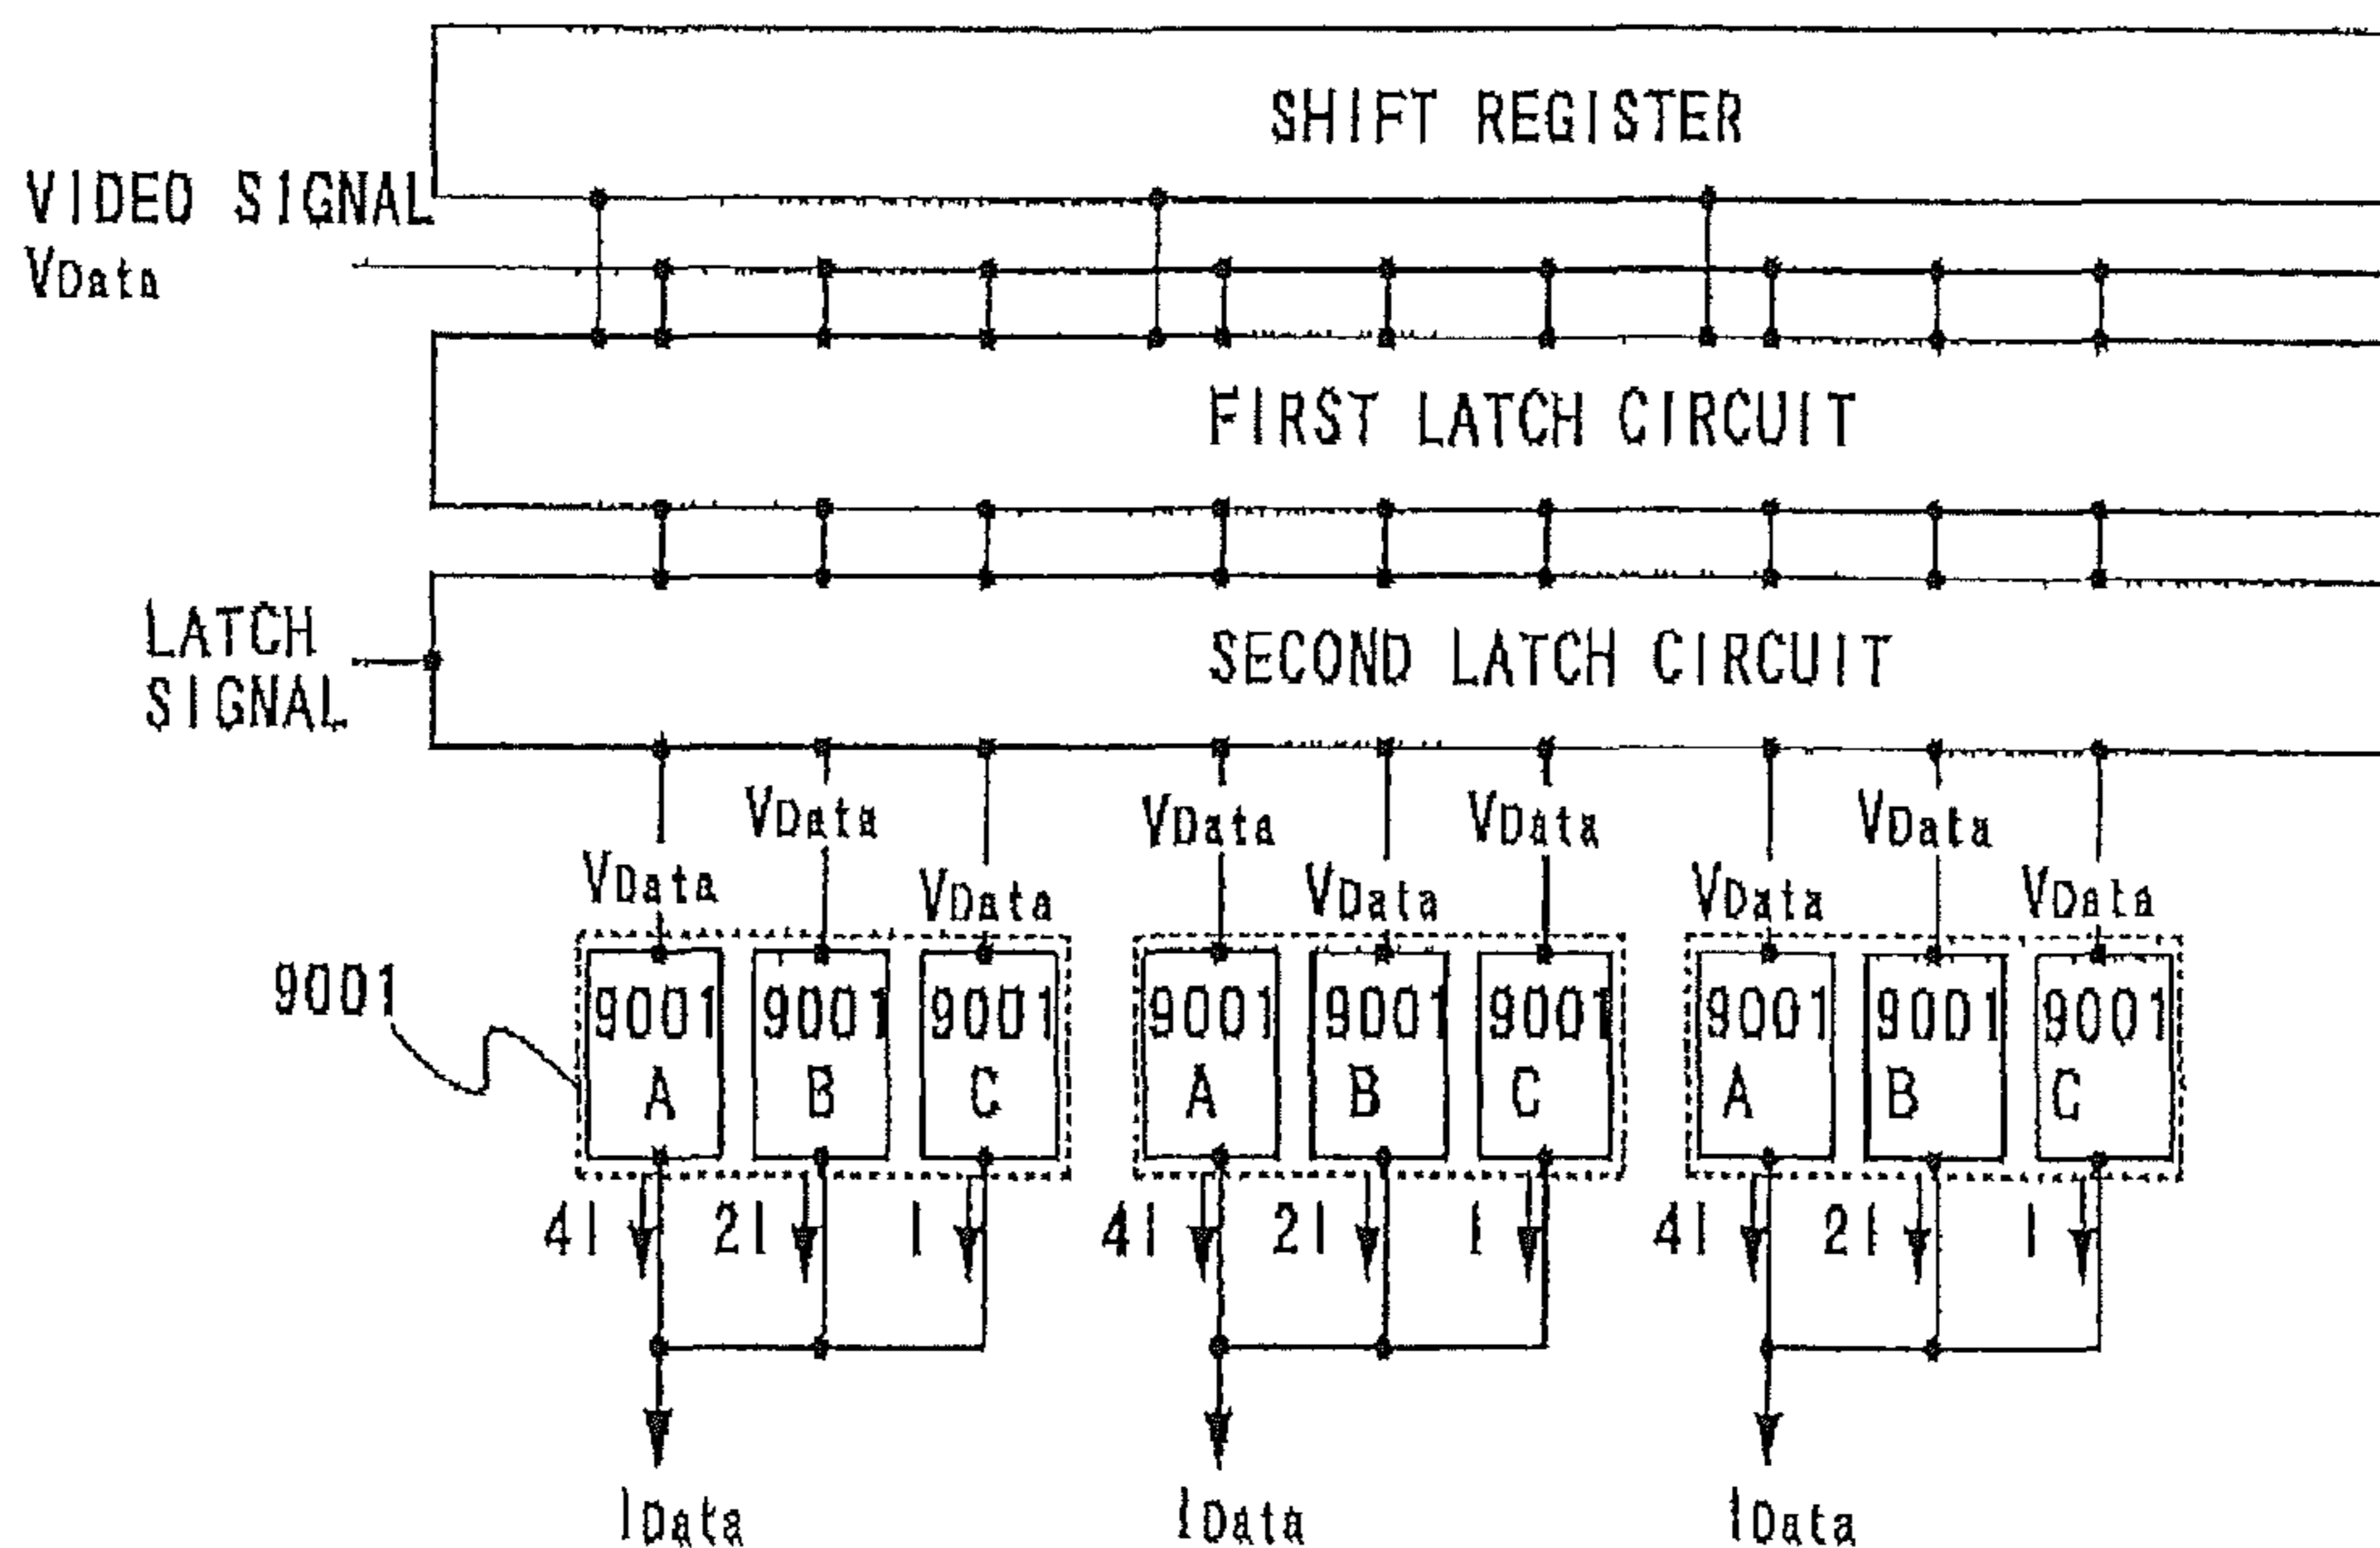 SHIFT REGISTER
VIDEO SIGNAL
VData
FIRST LATCH CIRCUIT
LATCH
SIGNAL
SECOND LATCH CIRCUIT
VData VData VData VData VData VData VData VData VData
9001
9001 9001 9001 9001 9001 9001 9001 9001 9001
A B C A B C A B C
4I 2I I 4I 2I I 4I 2I I
IData IData IData